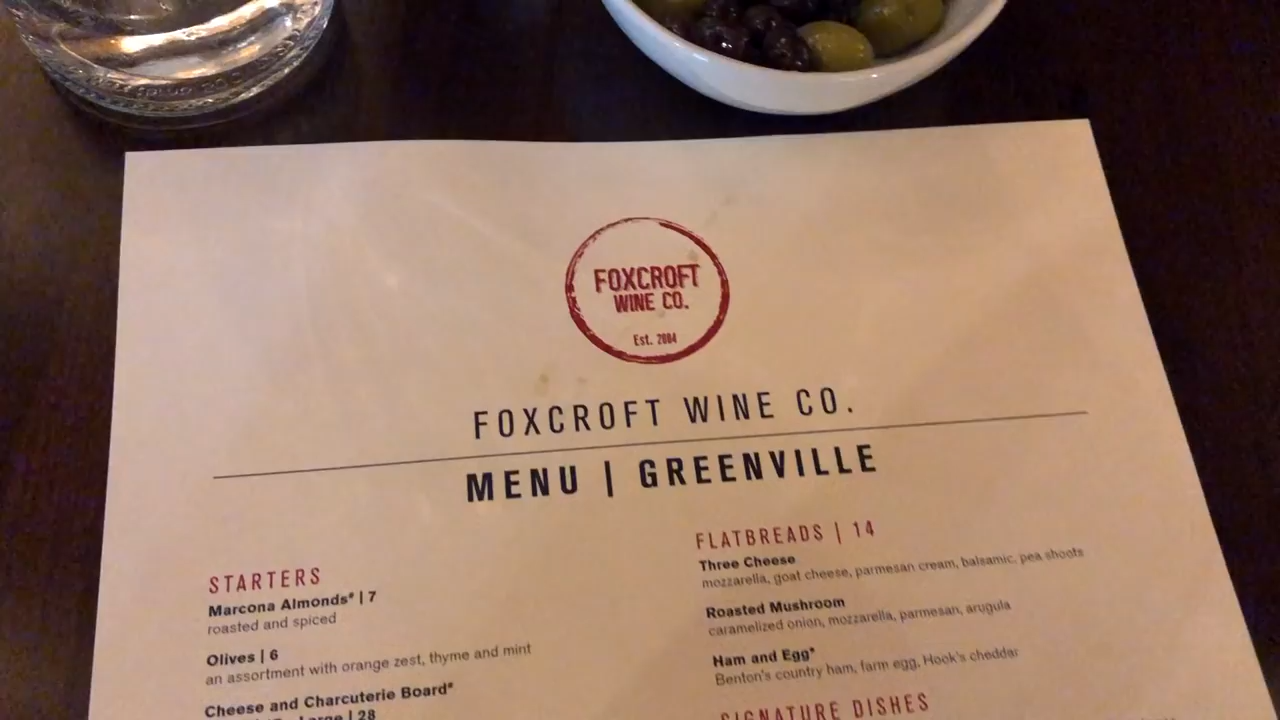 FOXCROFT
WINE CO.
Est. 2004
FOXCROFT WINE CO.
MENU | GREENVILLE
STARTERS
Marcona Almonds* | 7
roasted and spiced
Olives | 6
an assortment with orange zest, thyme and mint
Cheese and Charcuterie Board*
Large | 28
FLATBREADS | 14
Three Cheese
mozzarella, goat cheese, parmesan cream, balsamic, pea shoots
Roasted Mushroom
caramelized onion, mozzarella, parmesan, arugula
Ham and Egg*
Benton's country ham, farm egg, Hook's cheddar
SIGNATURE DISHES